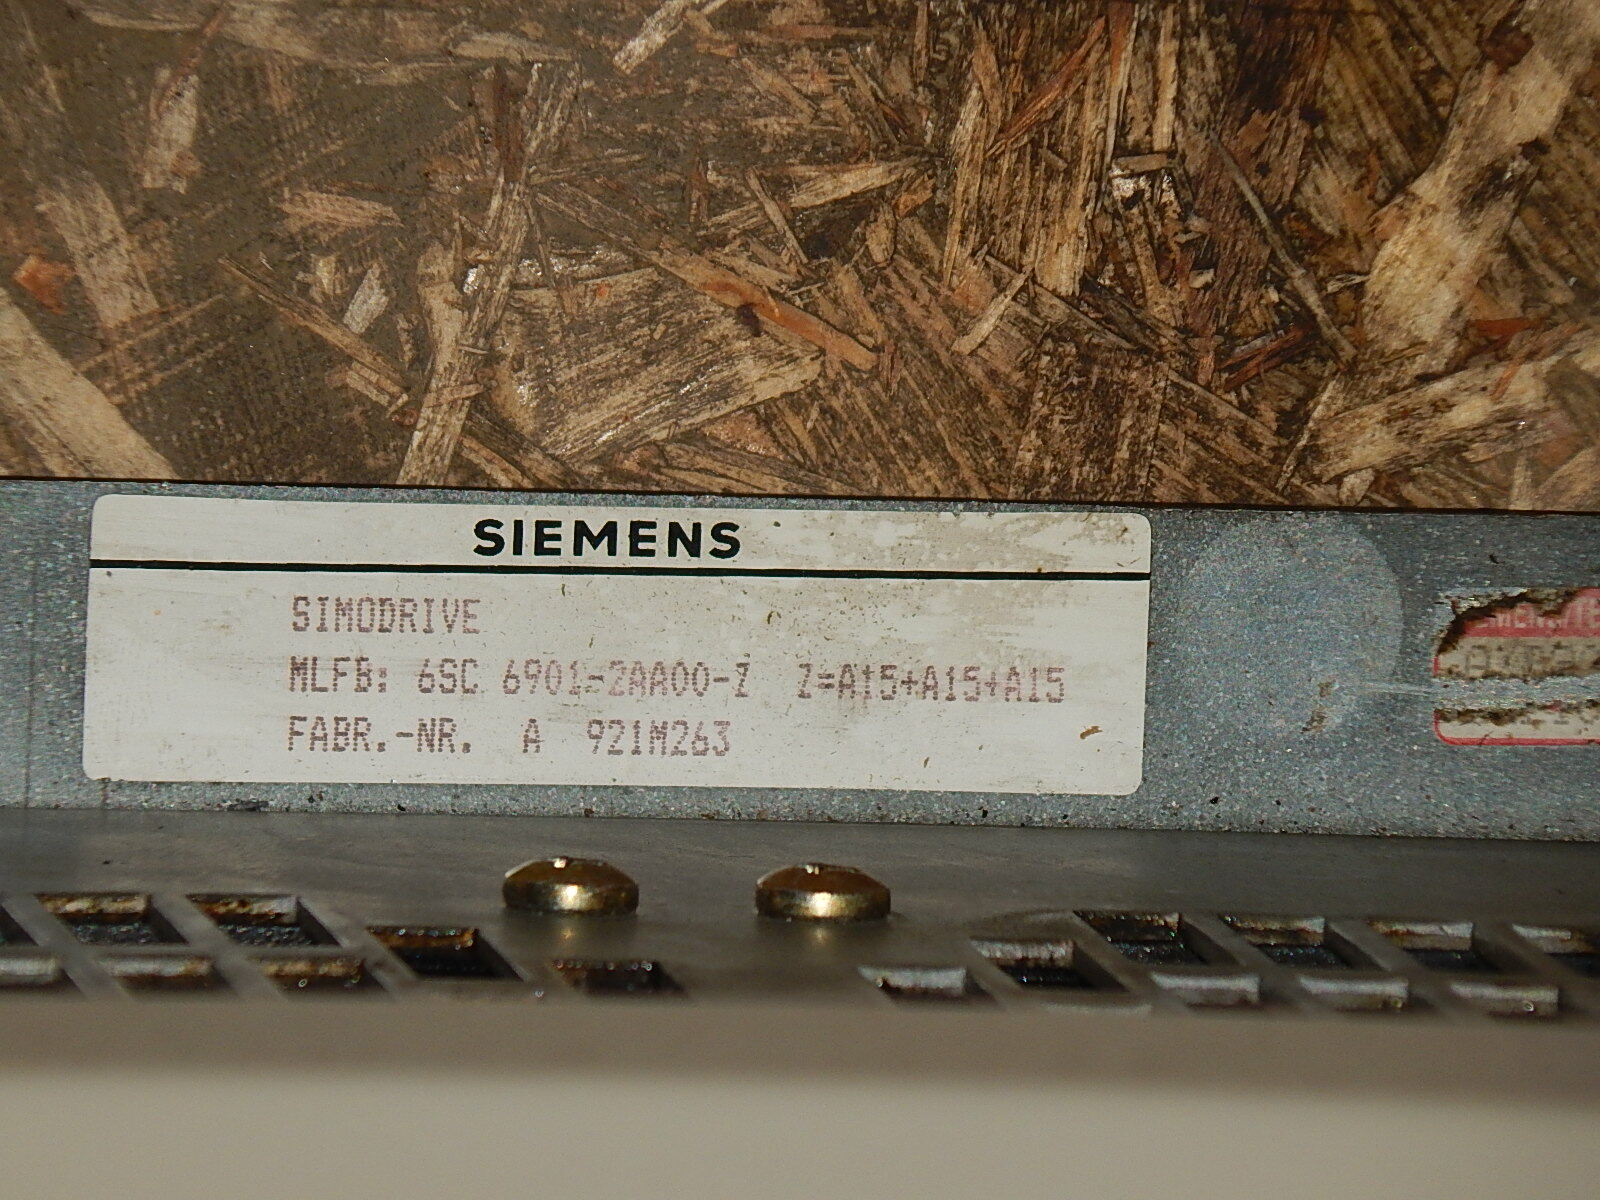 SIEMENS
SIMODRIVE
MLFB: 6SC 6901-2AA00-Z Z=A15+A15+A15
FABR.-NR. A 921M263